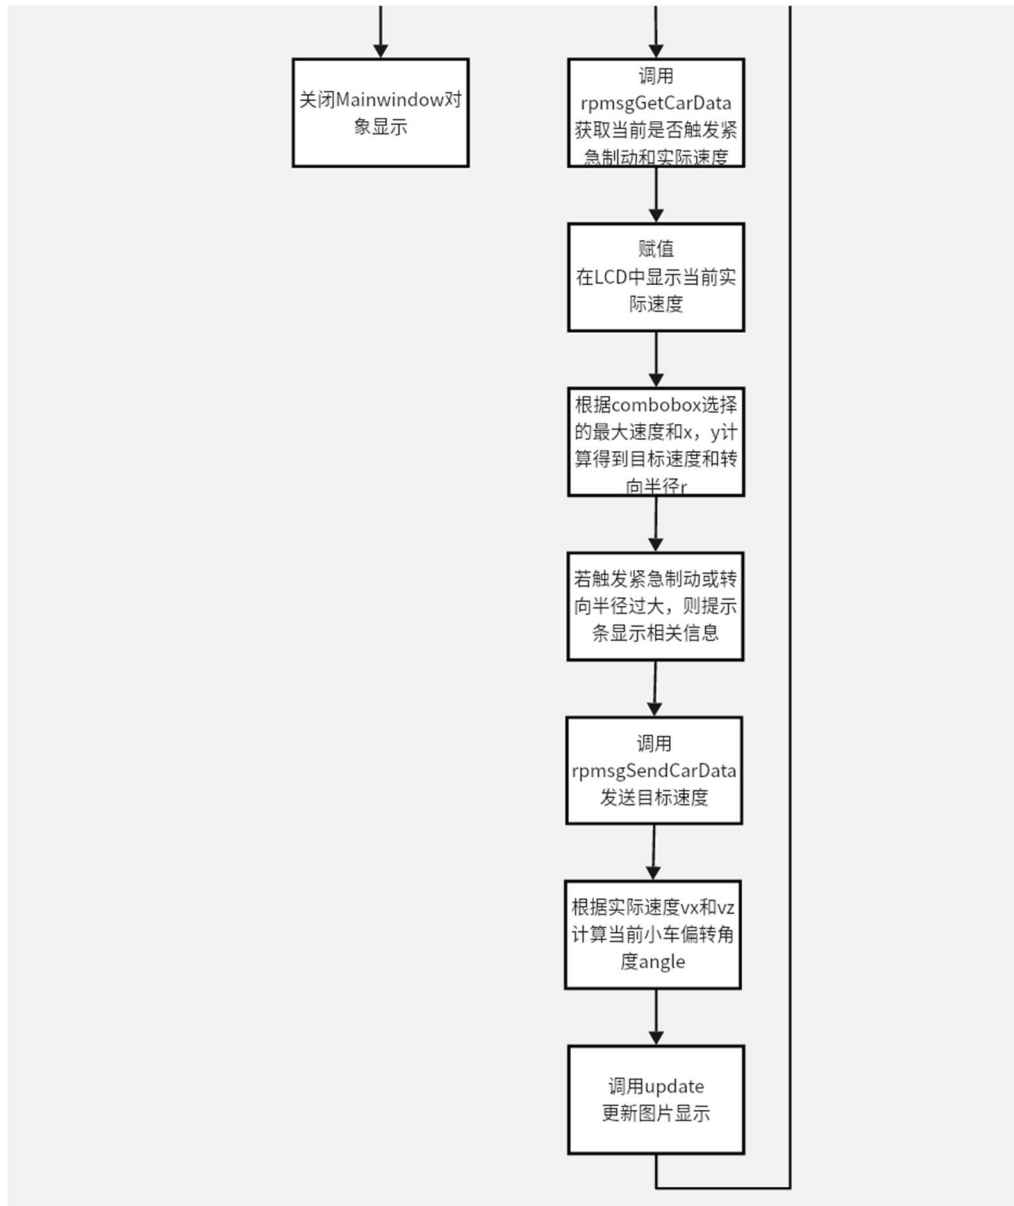 关闭Mainwindow对
象显示
调用
rpmsgGetCarData
获取当前是否触发紧
急制动和实际速度
赋值
在LCD中显示当前实
际速度
根据combobox选择
的最大速度和x，y计
算得到目标速度和转
向半径r
若触发紧急制动或转
向半径过大，则提示
条显示相关信息
调用
rpmsgSendCarData
发送目标速度
根据实际速度vx和vz
计算当前小车偏转角
度angle
调用update
更新图片显示